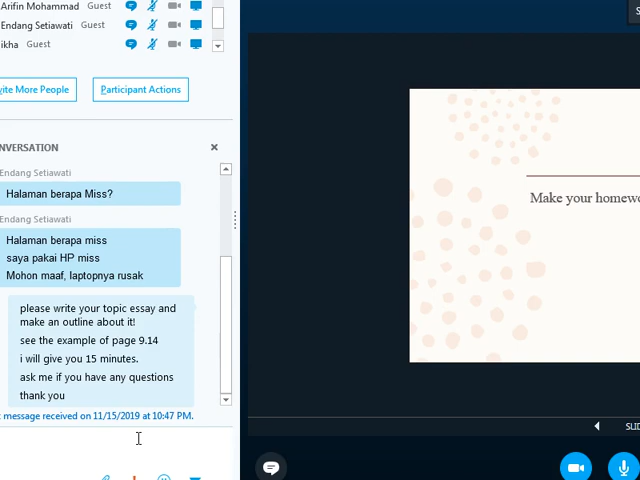 Arifin Mohammad Guest
Endang Setiawati Guest
ikha Guest
vite More People
Participant Actions
NVERSATION
Endang Setiawati
Halaman berapa Miss?
Endang Setiawati
Halaman berapa miss
saya pakai HP miss
Mohon maaf, laptopnya rusak
please write your topic essay and
make an outline about it!
see the example of page 9.14
i will give you 15 minutes.
ask me if you have any questions
thank you
message received on 11/15/2019 at 10:47 PM.
Make your homewo
SLID